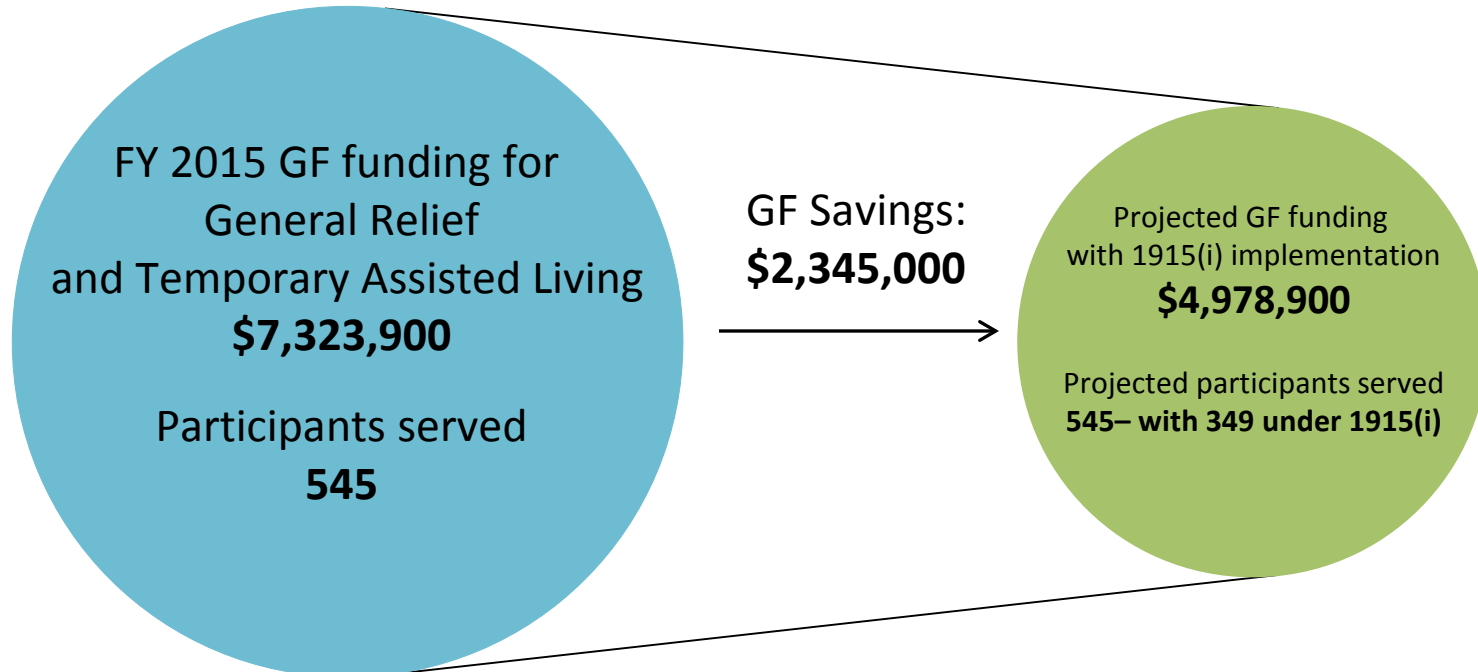 FY 2015 GF funding for
General Relief
and Temporary Assisted Living
$7,323,900
Participants served
545
GF Savings:
$2,345,000
Projected GF funding
with 1915(i) implementation
$4,978,900
Projected participants served
545– with 349 under 1915(i)